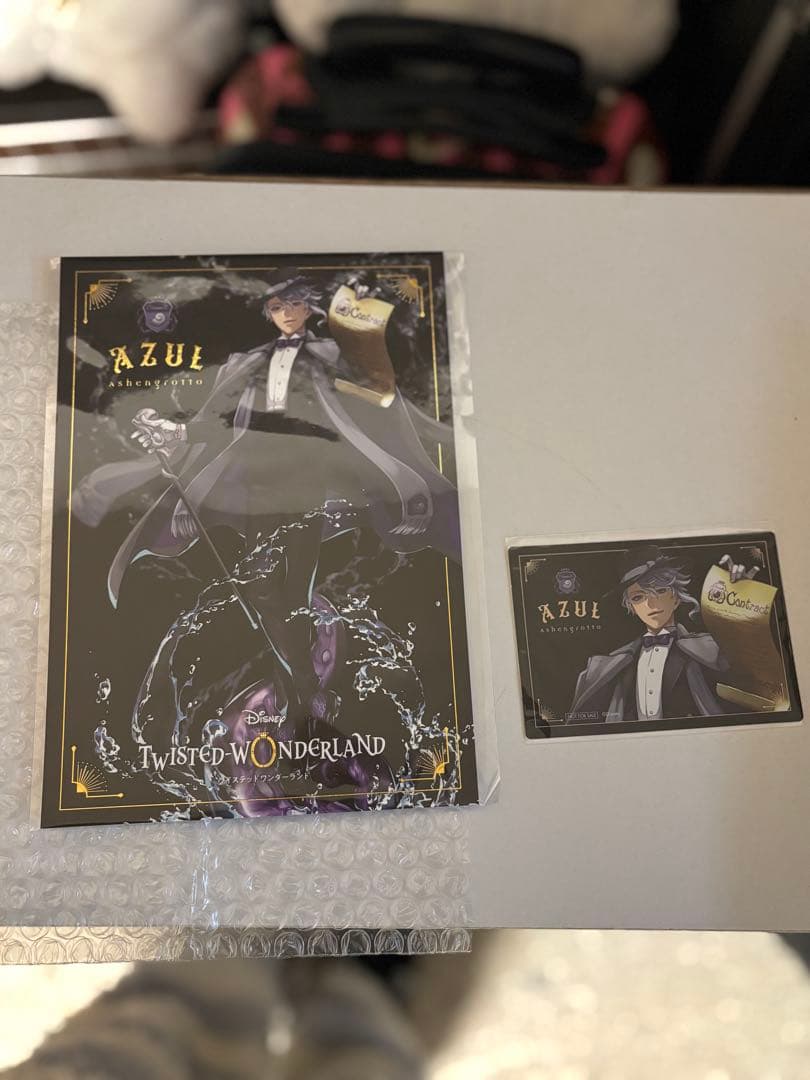 AZUL
Ashengrotto
Contract
Disney
TWISTED-WONDERLAND
ツイステッドワンダーランド
AZUL
Ashengrotto
Contract
NOT FOR SALE